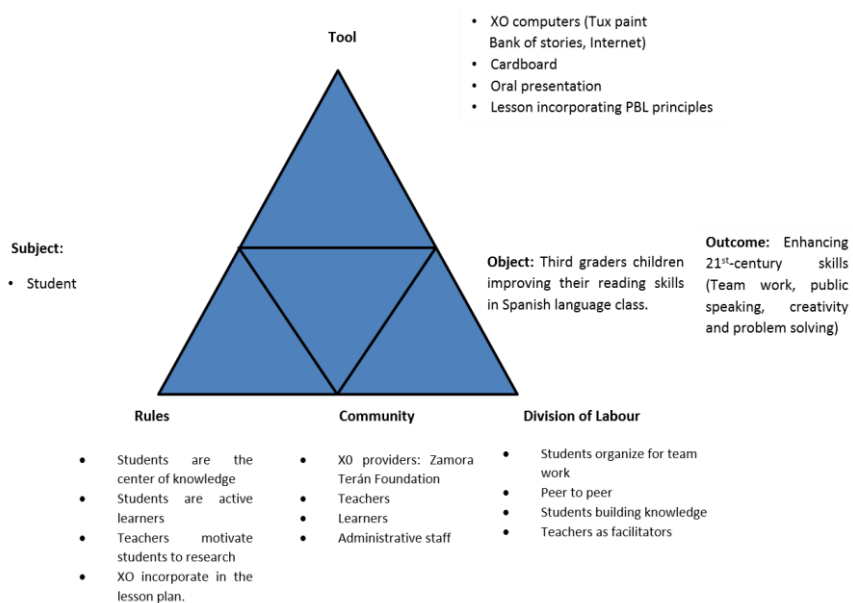 Tool
• XO computers (Tux paint
Bank of stories, Internet)
• Cardboard
• Oral presentation
• Lesson incorporating PBL principles
Subject:
• Student
Object: Third graders children
improving their reading skills
in Spanish language class.
Outcome: Enhancing
21st-century skills
(Team work, public
speaking, creativity
and problem solving)
Rules
• Students are the
center of knowledge
• Students are active
learners
• Teachers motivate
students to research
• XO incorporate in the
lesson plan.
Community
• X0 providers: Zamora
Terán Foundation
• Teachers
• Learners
• Administrative staff
Division of Labour
• Students organize for team
work
• Peer to peer
• Students building knowledge
• Teachers as facilitators